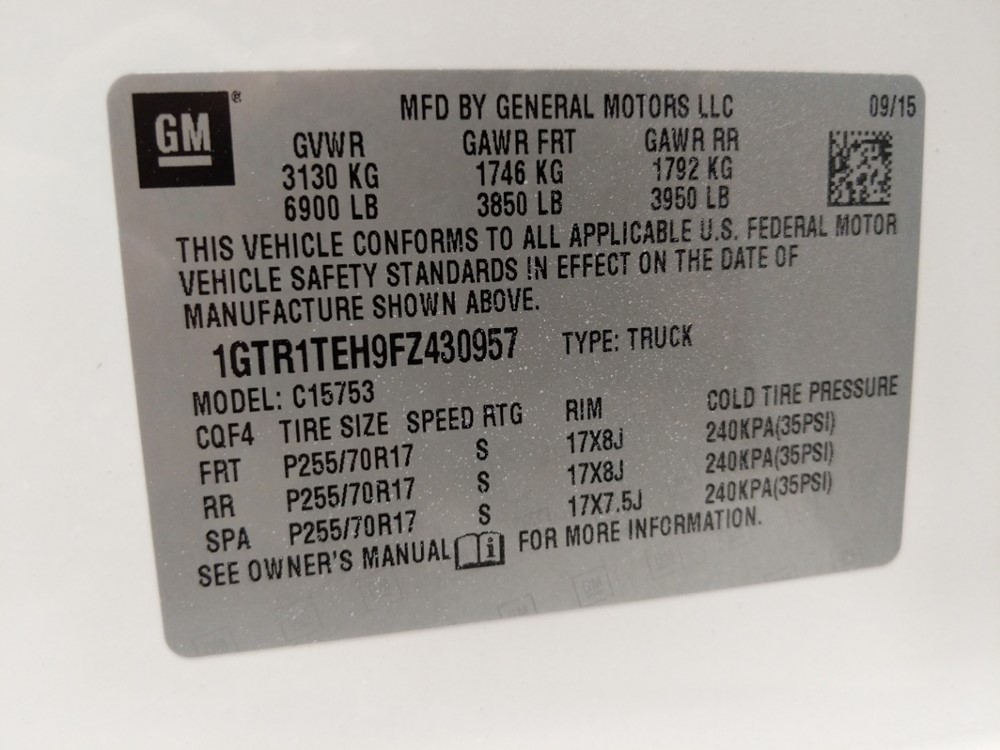 GM®
MFD BY GENERAL MOTORS LLC 09/15
GVWR GAWR FRT GAWR RR
3130 KG 1746 KG 1792 KG
6900 LB 3850 LB 3950 LB
THIS VEHICLE CONFORMS TO ALL APPLICABLE U.S. FEDERAL MOTOR
VEHICLE SAFETY STANDARDS IN EFFECT ON THE DATE OF
MANUFACTURE SHOWN ABOVE.
1GTR1TEH9FZ430957 TYPE: TRUCK
MODEL: C15753
CQF4 TIRE SIZE SPEED RTG RIM COLD TIRE PRESSURE
FRT P255/70R17 S 17X8J 240KPA(35PSI)
RR P255/70R17 S 17X8J 240KPA(35PSI)
SPA P255/70R17 S 17X7.5J 240KPA(35PSI)
SEE OWNER'S MANUAL i FOR MORE INFORMATION.